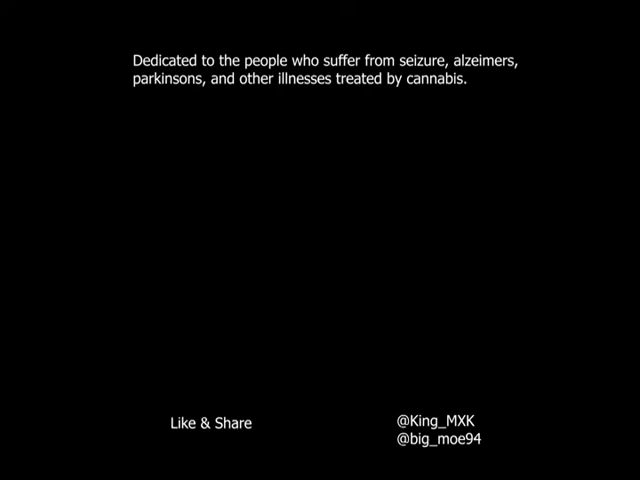 Dedicated to the people who suffer from seizure, alzeimers,
parkinsons, and other illnesses treated by cannabis.
Like & Share
@King_MXK
@big_moe94